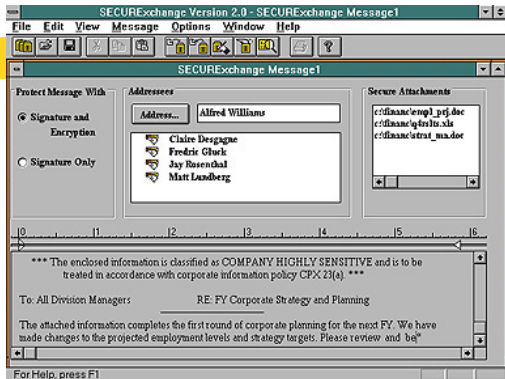 SECURExchange Version 2.0 - SECURExchange Message1
File Edit View Message Options Window Help
SECURExchange Message1
Protect Message With
Signature and
Encryption
Signature Only
Addressees
Address...
Alfred Williams
Claire Desgagne
Fredric Gluck
Jay Rosenthal
Matt Lundberg
Secure Attachments
c:\financ\empl_prj.doc
c:\financ\q4rslts.xls
c:\financ\strat_ma.doc
|0 |1 |2 |3 |4 |5 |6
*** The enclosed information is classified as COMPANY HIGHLY SENSITIVE and is to be
treated in accordance with corporate information policy CPX 23(a). ***
To: All Division Managers RE: FY Corporate Strategy and Planning
The attached information completes the first round of corporate planning for the next FY. We have
made changes to the projected employment levels and strategy targets. Please review and be
For Help, press F1